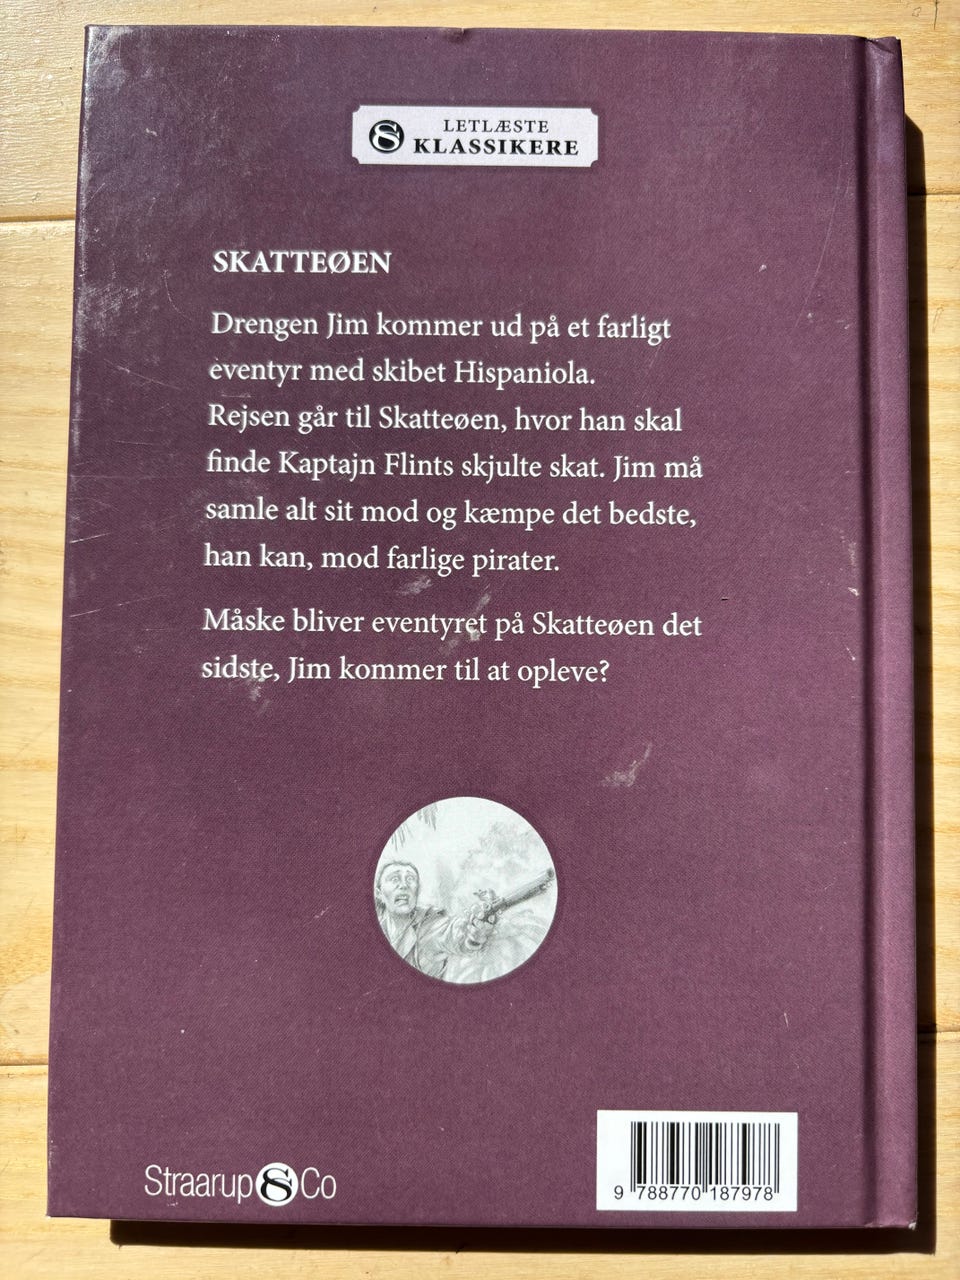 LETLÆSTE
KLASSIKERE
SKATTEØEN
Drengen Jim kommer ud på et farligt
eventyr med skibet Hispaniola.
Rejsen går til Skatteøen, hvor han skal
finde Kaptajn Flints skjulte skat. Jim må
samle alt sit mod og kæmpe det bedste,
han kan, mod farlige pirater.
Måske bliver eventyret på Skatteøen det
sidste, Jim kommer til at opleve?
Straarup & Co
9 788770 187978